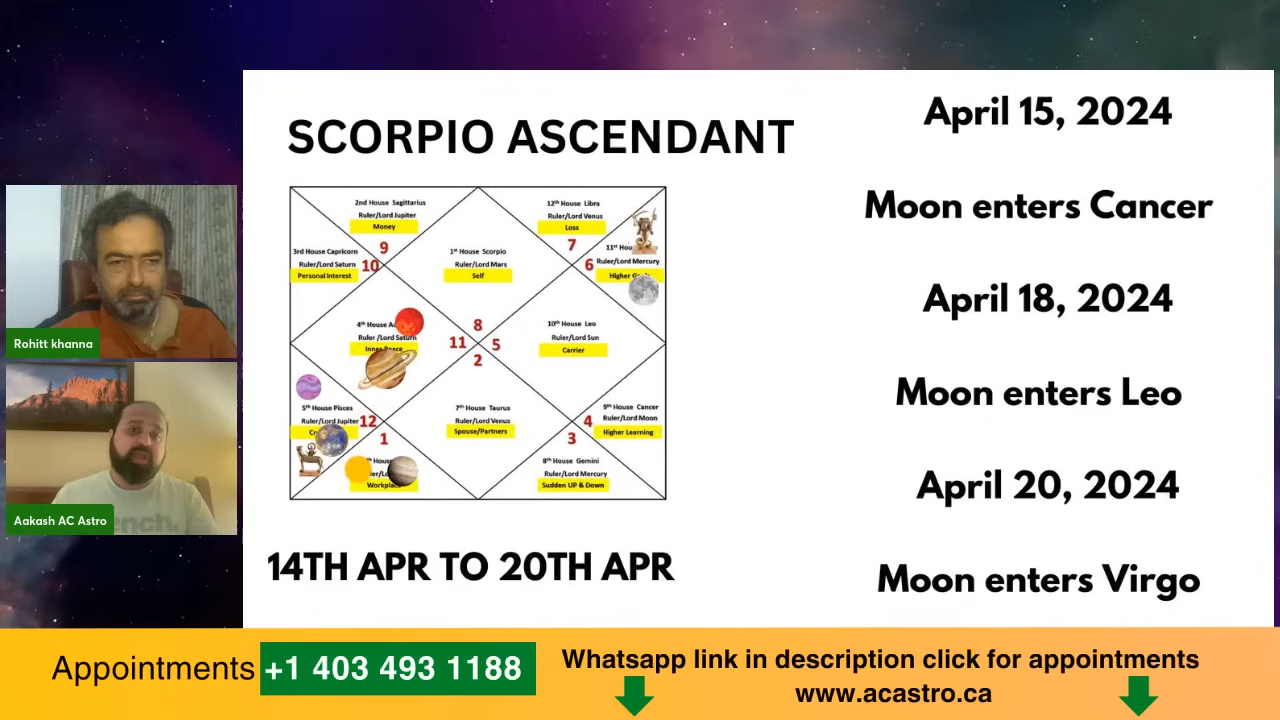 SCORPIO ASCENDANT
2nd House Sagittarius
Ruler/Lord Jupiter
Money
9
12th House Libra
Ruler/Lord Venus
Loss
7
3rd House Capricorn
Ruler/Lord Saturn
Personal Interest
10
1st House Scorpio
Ruler/Lord Mars
Self
11th
Ruler/Lord Mercury
Higher
6
4th House
Ruler /Lord Saturn
8
11
5
2
10th House Leo
Ruler/Lord Sun
Carrier
5th House Pisces
Ruler/Lord Jupiter
12
1
7th House Taurus
Ruler/Lord Venus
Spouse/Partners
9th House Cancer
Ruler/Lord Moon
Higher Learning
4
3
Workplace
8th House Gemini
Ruler/Lord Mercury
Sudden UP & Down
14TH APR TO 20TH APR
April 15, 2024
Moon enters Cancer
April 18, 2024
Moon enters Leo
April 20, 2024
Moon enters Virgo
Rohitt khanna
Aakash AC Astro
Appointments +1 403 493 1188
Whatsapp link in description click for appointments
www.acastro.ca